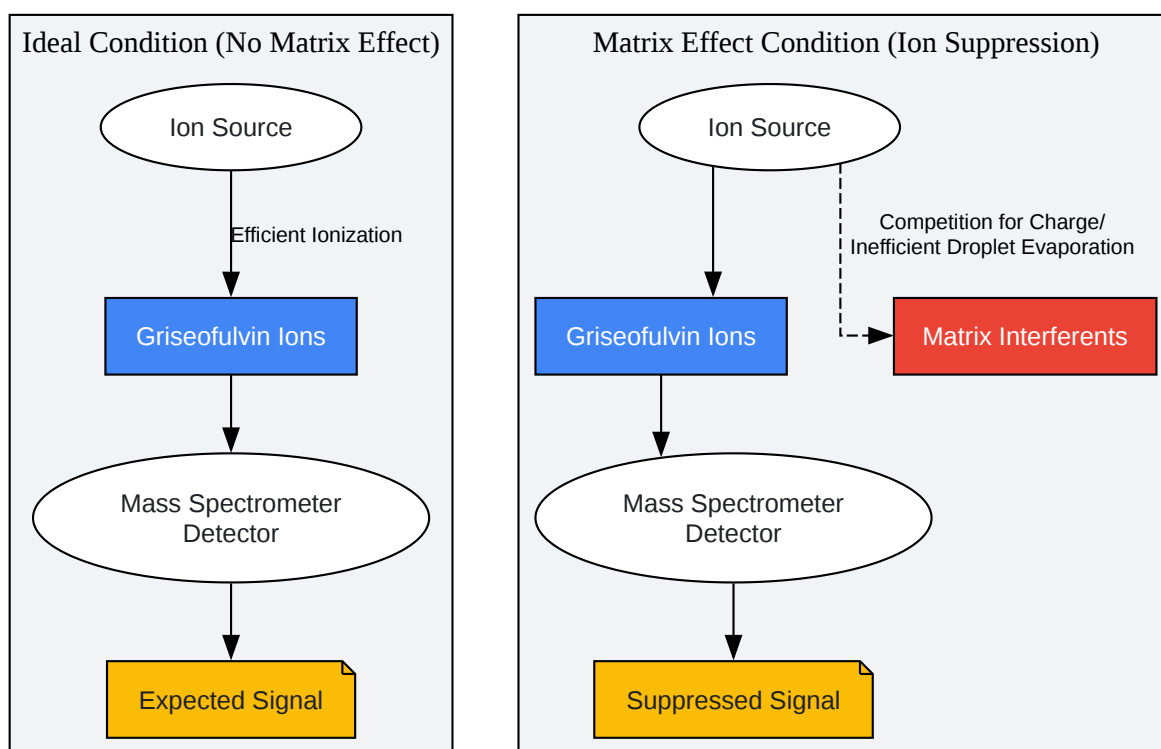 Ideal Condition (No Matrix Effect)
Ion Source
Efficient Ionization
Griseofulvin Ions
Mass Spectrometer
Detector
Expected Signal
Matrix Effect Condition (Ion Suppression)
Ion Source
Competition for Charge/
Inefficient Droplet Evaporation
Griseofulvin Ions
Matrix Interferents
Mass Spectrometer
Detector
Suppressed Signal